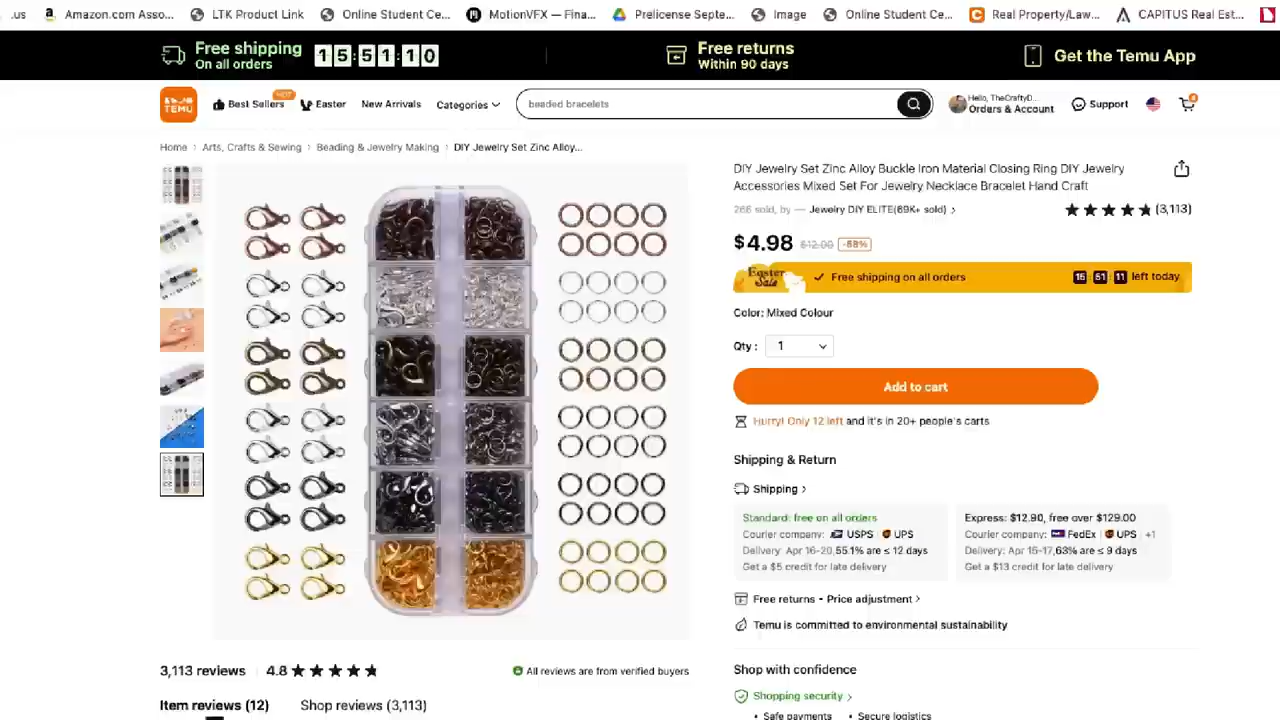 .us
Amazon.com Asso...
LTK Product Link
Online Student Ce...
MotionVFX — Fina...
Prelicense Septe...
Image
Online Student Ce...
Real Property/Law...
CAPITUS Real Est...
Free shipping
On all orders
15:51:10
Free returns
Within 90 days
Get the Temu App
TEMU
Best Sellers
HOT
Easter
New Arrivals
Categories
beaded bracelets
Hello, TheCraftyD...
Orders & Account
Support
Home › Arts, Crafts & Sewing › Beading & Jewelry Making › DIY Jewelry Set Zinc Alloy...
DIY Jewelry Set Zinc Alloy Buckle Iron Material Closing Ring DIY Jewelry
Accessories Mixed Set For Jewelry Necklace Bracelet Hand Craft
266 sold, by — Jewelry DIY ELITE(69K+ sold) ›
(3,113)
$4.98 $12.00 -58%
Easter
Sale
Free shipping on all orders
15:51:11 left today
Color: Mixed Colour
Qty : 1
Add to cart
Hurry! Only 12 left and it's in 20+ people's carts
Shipping & Return
Shipping ›
Standard: free on all orders
Courier company: USPS UPS
Delivery: Apr 16-20, 55.1% are ≤ 12 days
Get a $5 credit for late delivery
Express: $12.90, free over $129.00
Courier company: FedEx UPS +1
Delivery: Apr 15-17, 63% are ≤ 9 days
Get a $13 credit for late delivery
Free returns • Price adjustment ›
Temu is committed to environmental sustainability
3,113 reviews 4.8
All reviews are from verified buyers
Item reviews (12) Shop reviews (3,113)
Shop with confidence
Shopping security ›
• Safe payments • Secure logistics